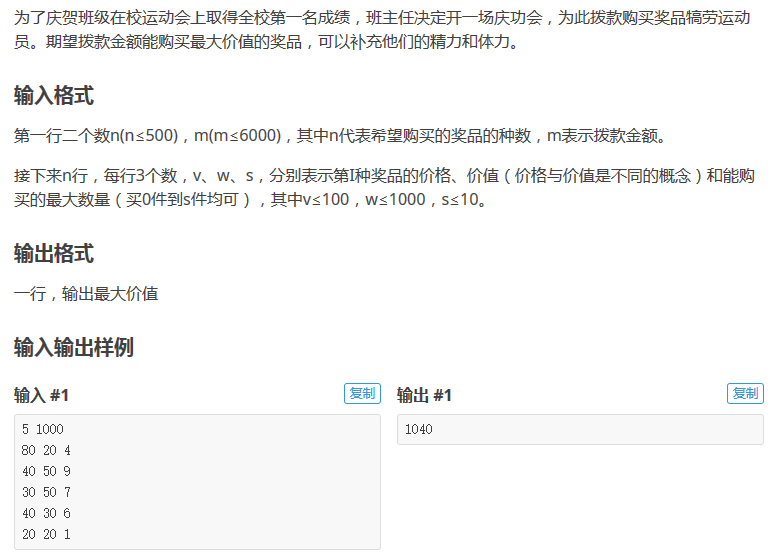 为了庆贺班级在校运动会上取得全校第一名成绩，班主任决定开一场庆功会，为此拨款购买奖品犒劳运动
员。期望拨款金额能购买最大价值的奖品，可以补充他们的精力和体力。
输入格式
第一行二个数n(n≤500)，m(m≤6000)，其中n代表希望购买的奖品的种数，m表示拨款金额。
接下来n行，每行3个数，v、w、s，分别表示第I种奖品的价格、价值（价格与价值是不同的概念）和能购
买的最大数量（买0件到s件均可），其中v≤100，w≤1000，s≤10。
输出格式
一行，输出最大价值
输入输出样例
输入 #1
复制
5 1000
80 20 4
40 50 9
30 50 7
40 30 6
20 20 1
输出 #1
复制
1040